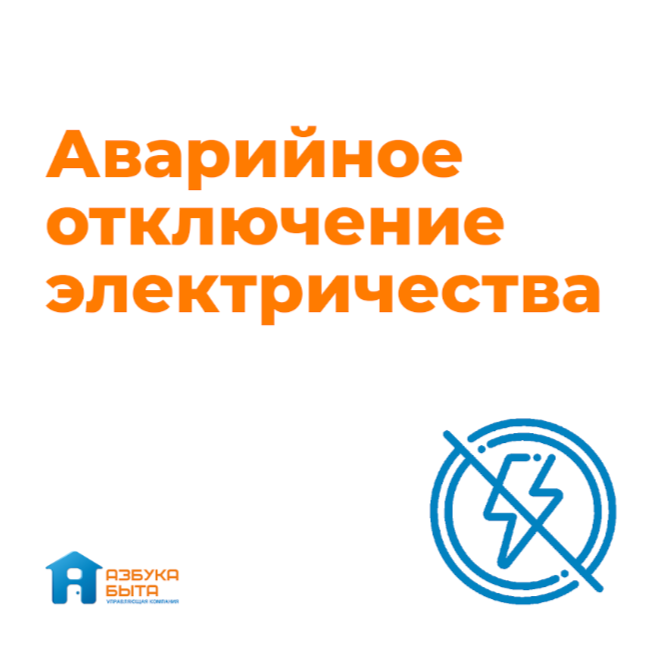 Аварийное
отключение
электричества
АЗБУКА
БЫТА
УПРАВЛЯЮЩАЯ КОМПАНИЯ